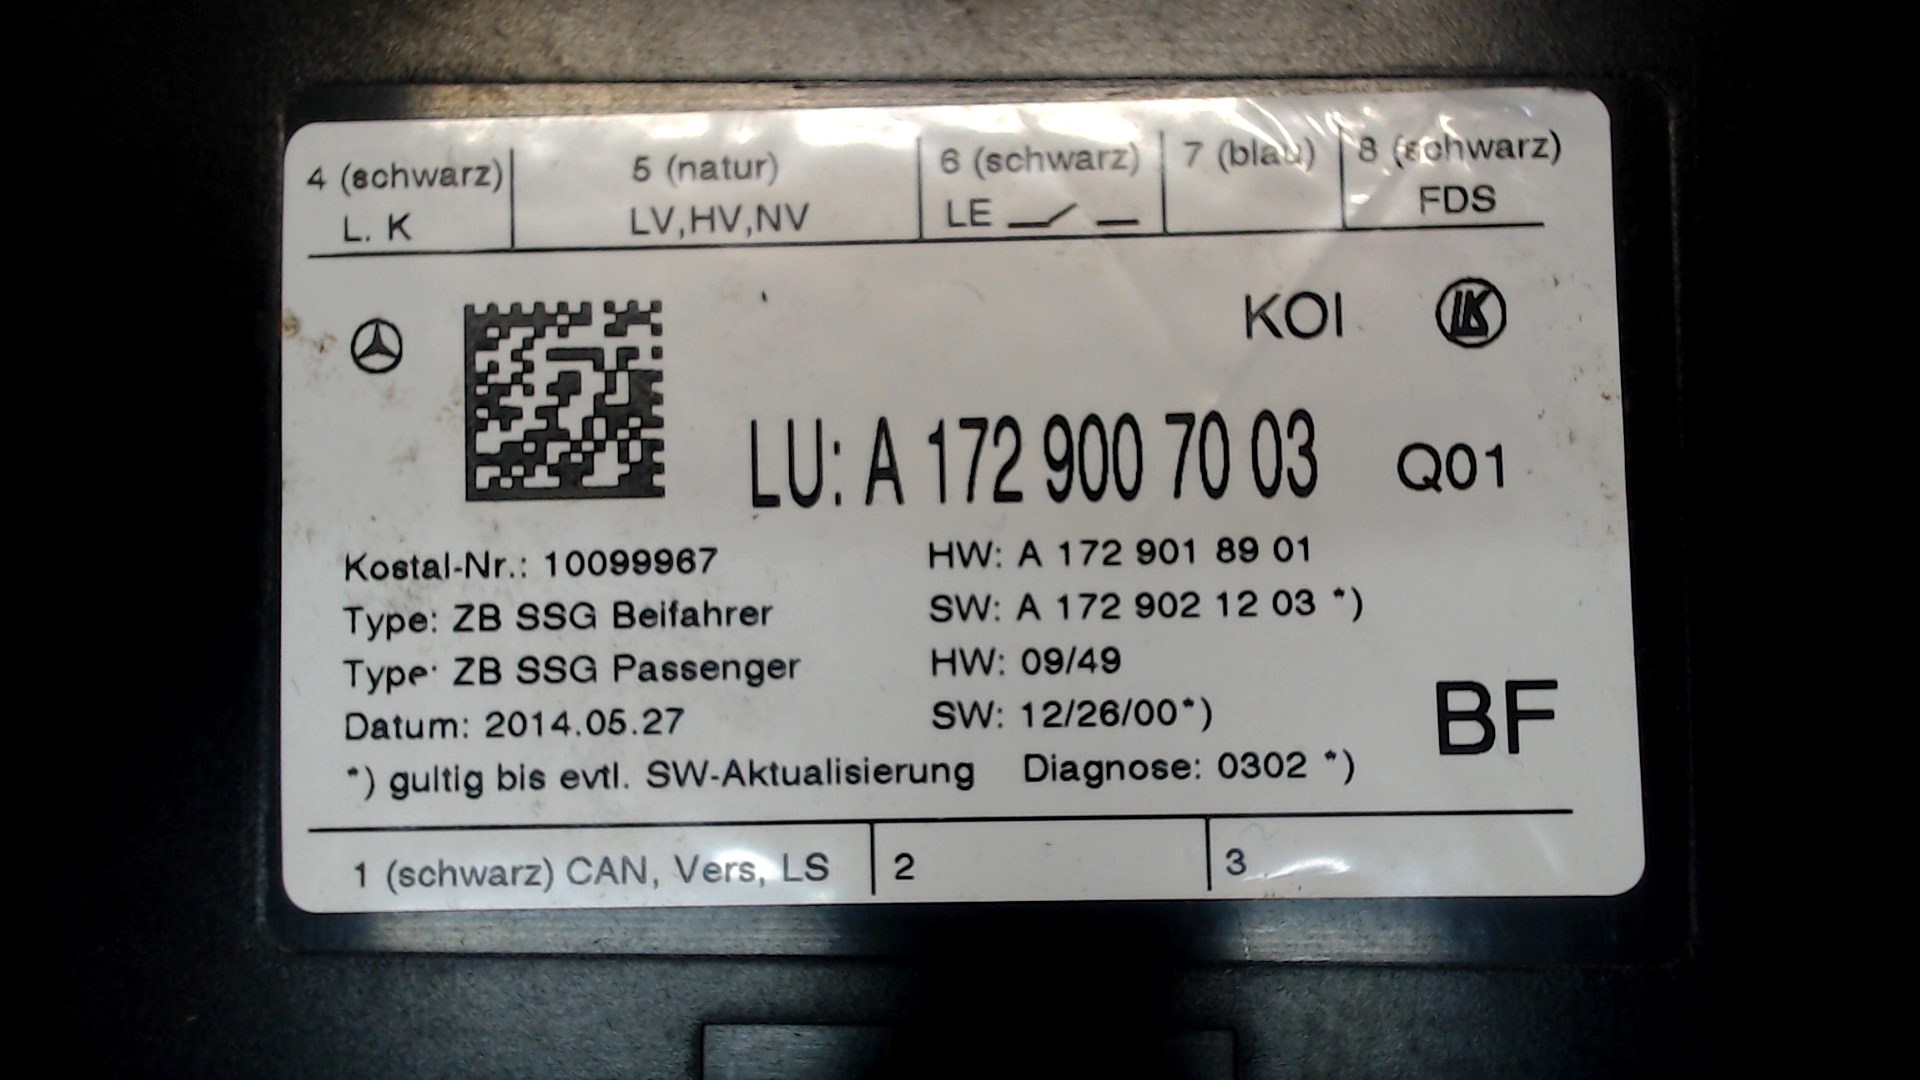 4 (schwarz) 5 (natur) 6 (schwarz) 7 (blau) 8 (schwarz)
L. K LV,HV,NV LE FDS
KOI
LU: A 172 900 70 03 Q01
Kostal-Nr.: 10099967 HW: A 172 901 89 01
Type: ZB SSG Beifahrer SW: A 172 902 12 03 *)
Type: ZB SSG Passenger HW: 09/49
Datum: 2014.05.27 SW: 12/26/00*)
BF
*) gultig bis evtl. SW-Aktualisierung Diagnose: 0302 *)
1 (schwarz) CAN, Vers, LS 2 3